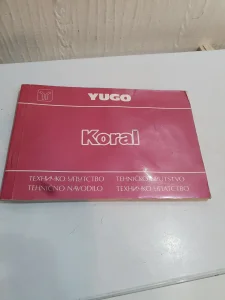 YUGO
Koral
ТЕХНИЧКО УПУТСТВО TEHNIČKO UPUTSTVO
TEHNIČNO NAVODILO ТЕХНИЧКО УПАТСТВО